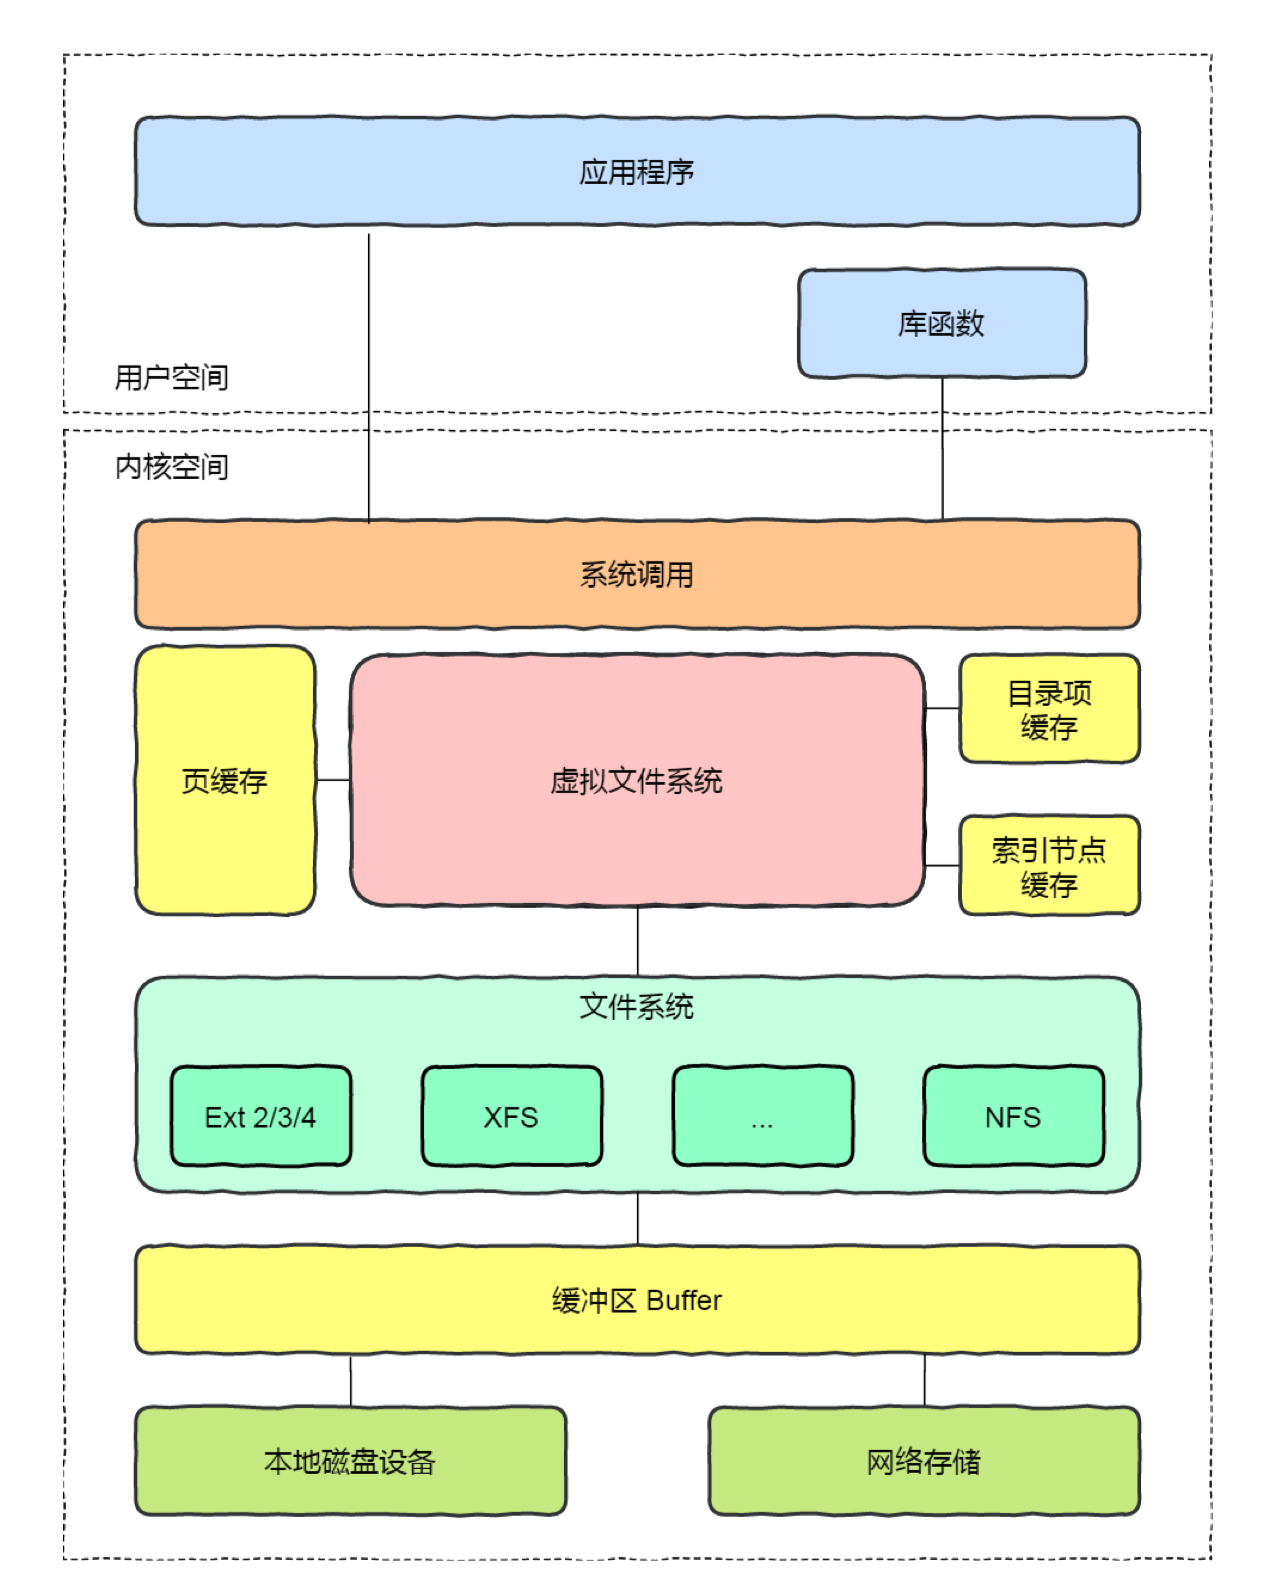 应用程序
库函数
用户空间
内核空间
系统调用
页缓存
虚拟文件系统
目录项
缓存
索引节点
缓存
文件系统
Ext 2/3/4
XFS
...
NFS
缓冲区 Buffer
本地磁盘设备
网络存储